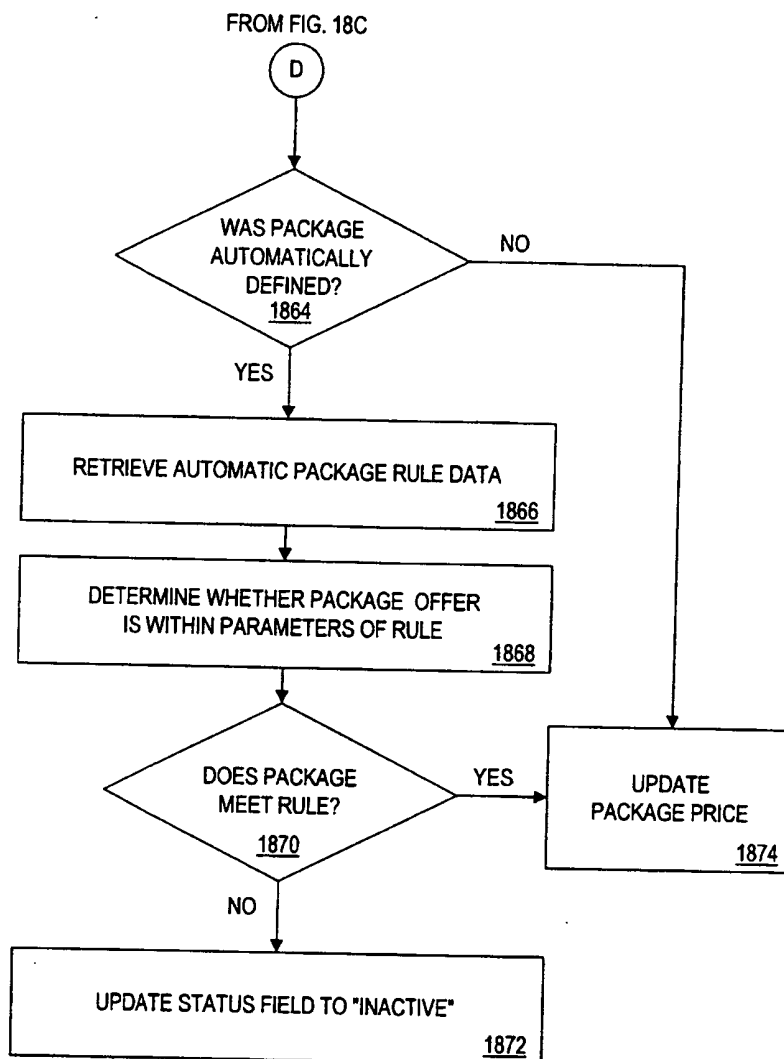 FROM FIG. 18C
D
WAS PACKAGE
AUTOMATICALLY
DEFINED?
1864
NO
YES
RETRIEVE AUTOMATIC PACKAGE RULE DATA
1866
DETERMINE WHETHER PACKAGE OFFER
IS WITHIN PARAMETERS OF RULE
1868
DOES PACKAGE
MEET RULE?
1870
YES
UPDATE
PACKAGE PRICE
1874
NO
UPDATE STATUS FIELD TO "INACTIVE"
1872